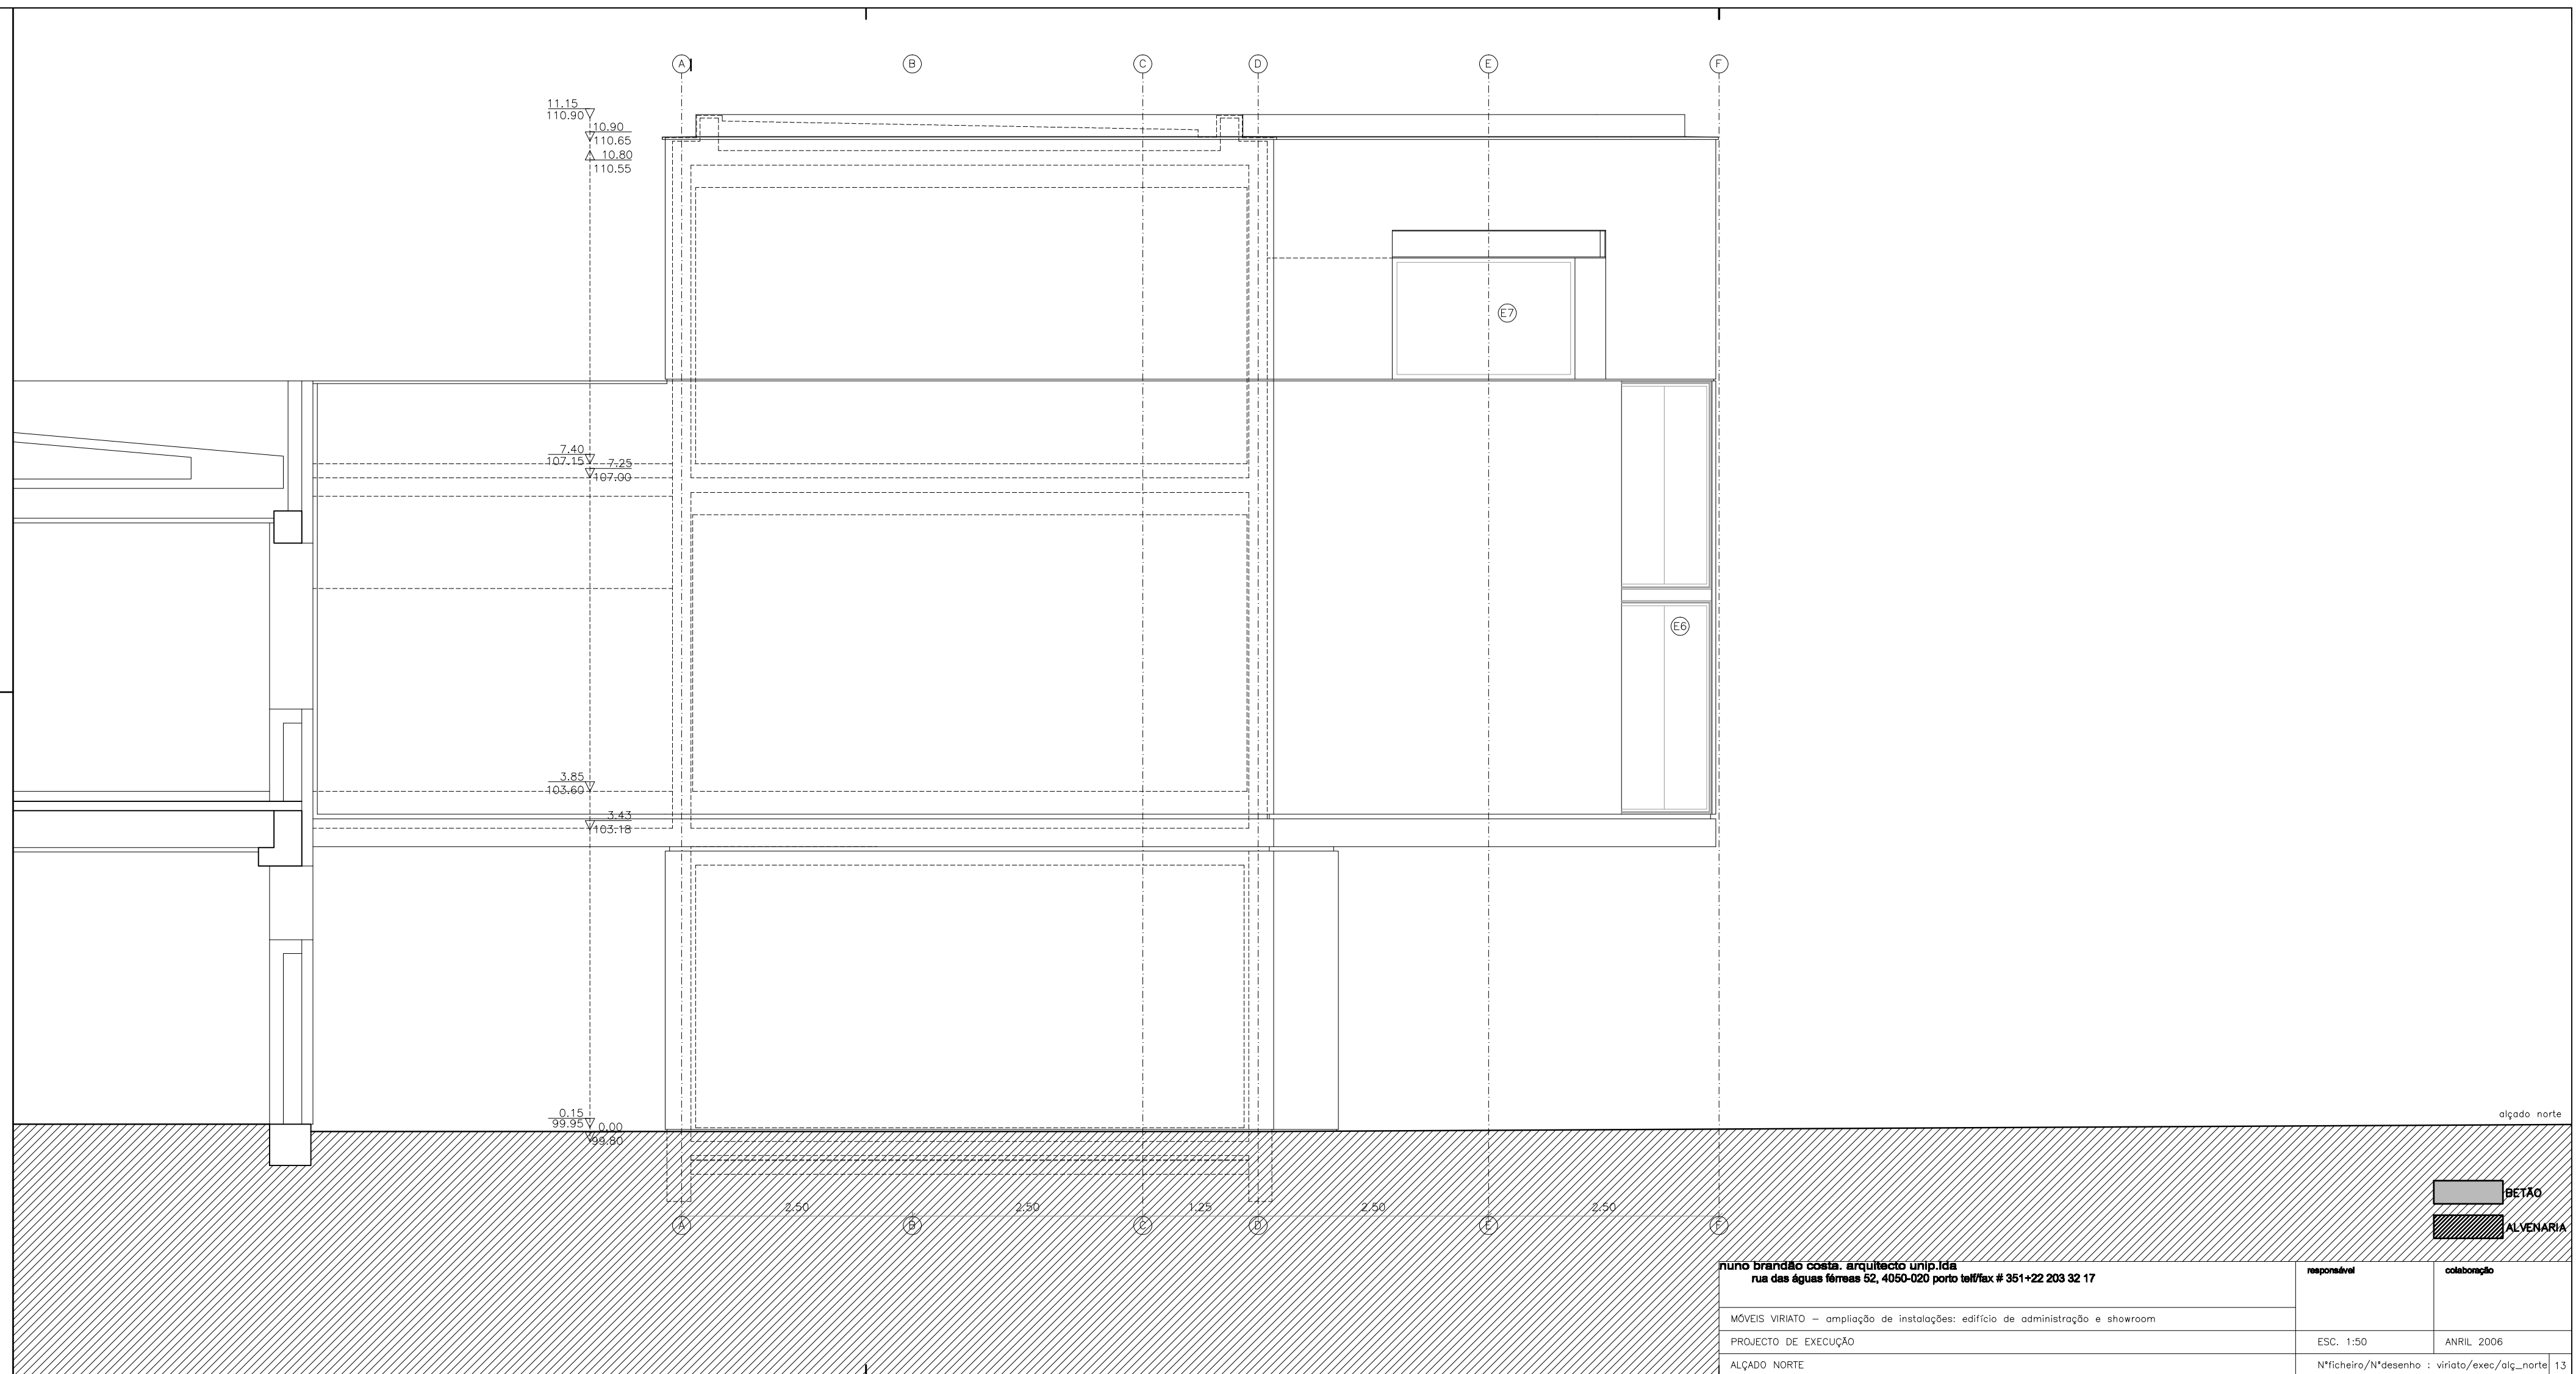 A B C D E F
11.15
110.90
10.90
110.65
10.80
110.55
E7
7.40
107.15
7.25
107.00
E6
3.85
103.60
3.43
103.18
0.15
99.95
0.00
99.80
alçado norte
2.50 2.50 1.25 2.50 2.50
A B C D E F
BETÃO
ALVENARIA
nuno brandão costa. arquitecto unip.lda
rua das águas férreas 52, 4050-020 porto telf/fax # 351+22 203 32 17
responsável
colaboração
MÓVEIS VIRIATO – ampliação de instalações: edifício de administração e showroom
PROJECTO DE EXECUÇÃO
ESC. 1:50
ANRIL 2006
ALÇADO NORTE
Nºficheiro/Nºdesenho : viriato/exec/alç_norte 13